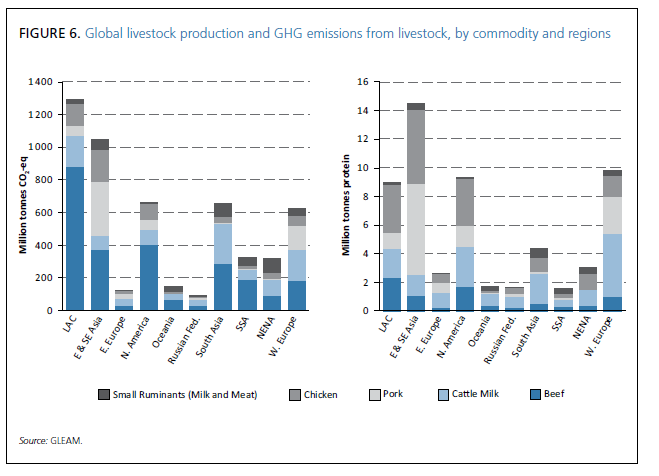 FIGURE 6. Global livestock production and GHG emissions from livestock, by commodity and regions
Million tonnes CO2-eq
1400
1200
1000
800
600
400
200
0
LAC
E & SE Asia
E. Europe
N. America
Oceania
Russian Fed.
South Asia
SSA
NENA
W. Europe
Million tonnes protein
16
14
12
10
8
6
4
2
0
LAC
E & SE Asia
E. Europe
N. America
Oceania
Russian Fed.
South Asia
SSA
NENA
W. Europe
Small Ruminants (Milk and Meat) Chicken Pork Cattle Milk Beef
Source: GLEAM.